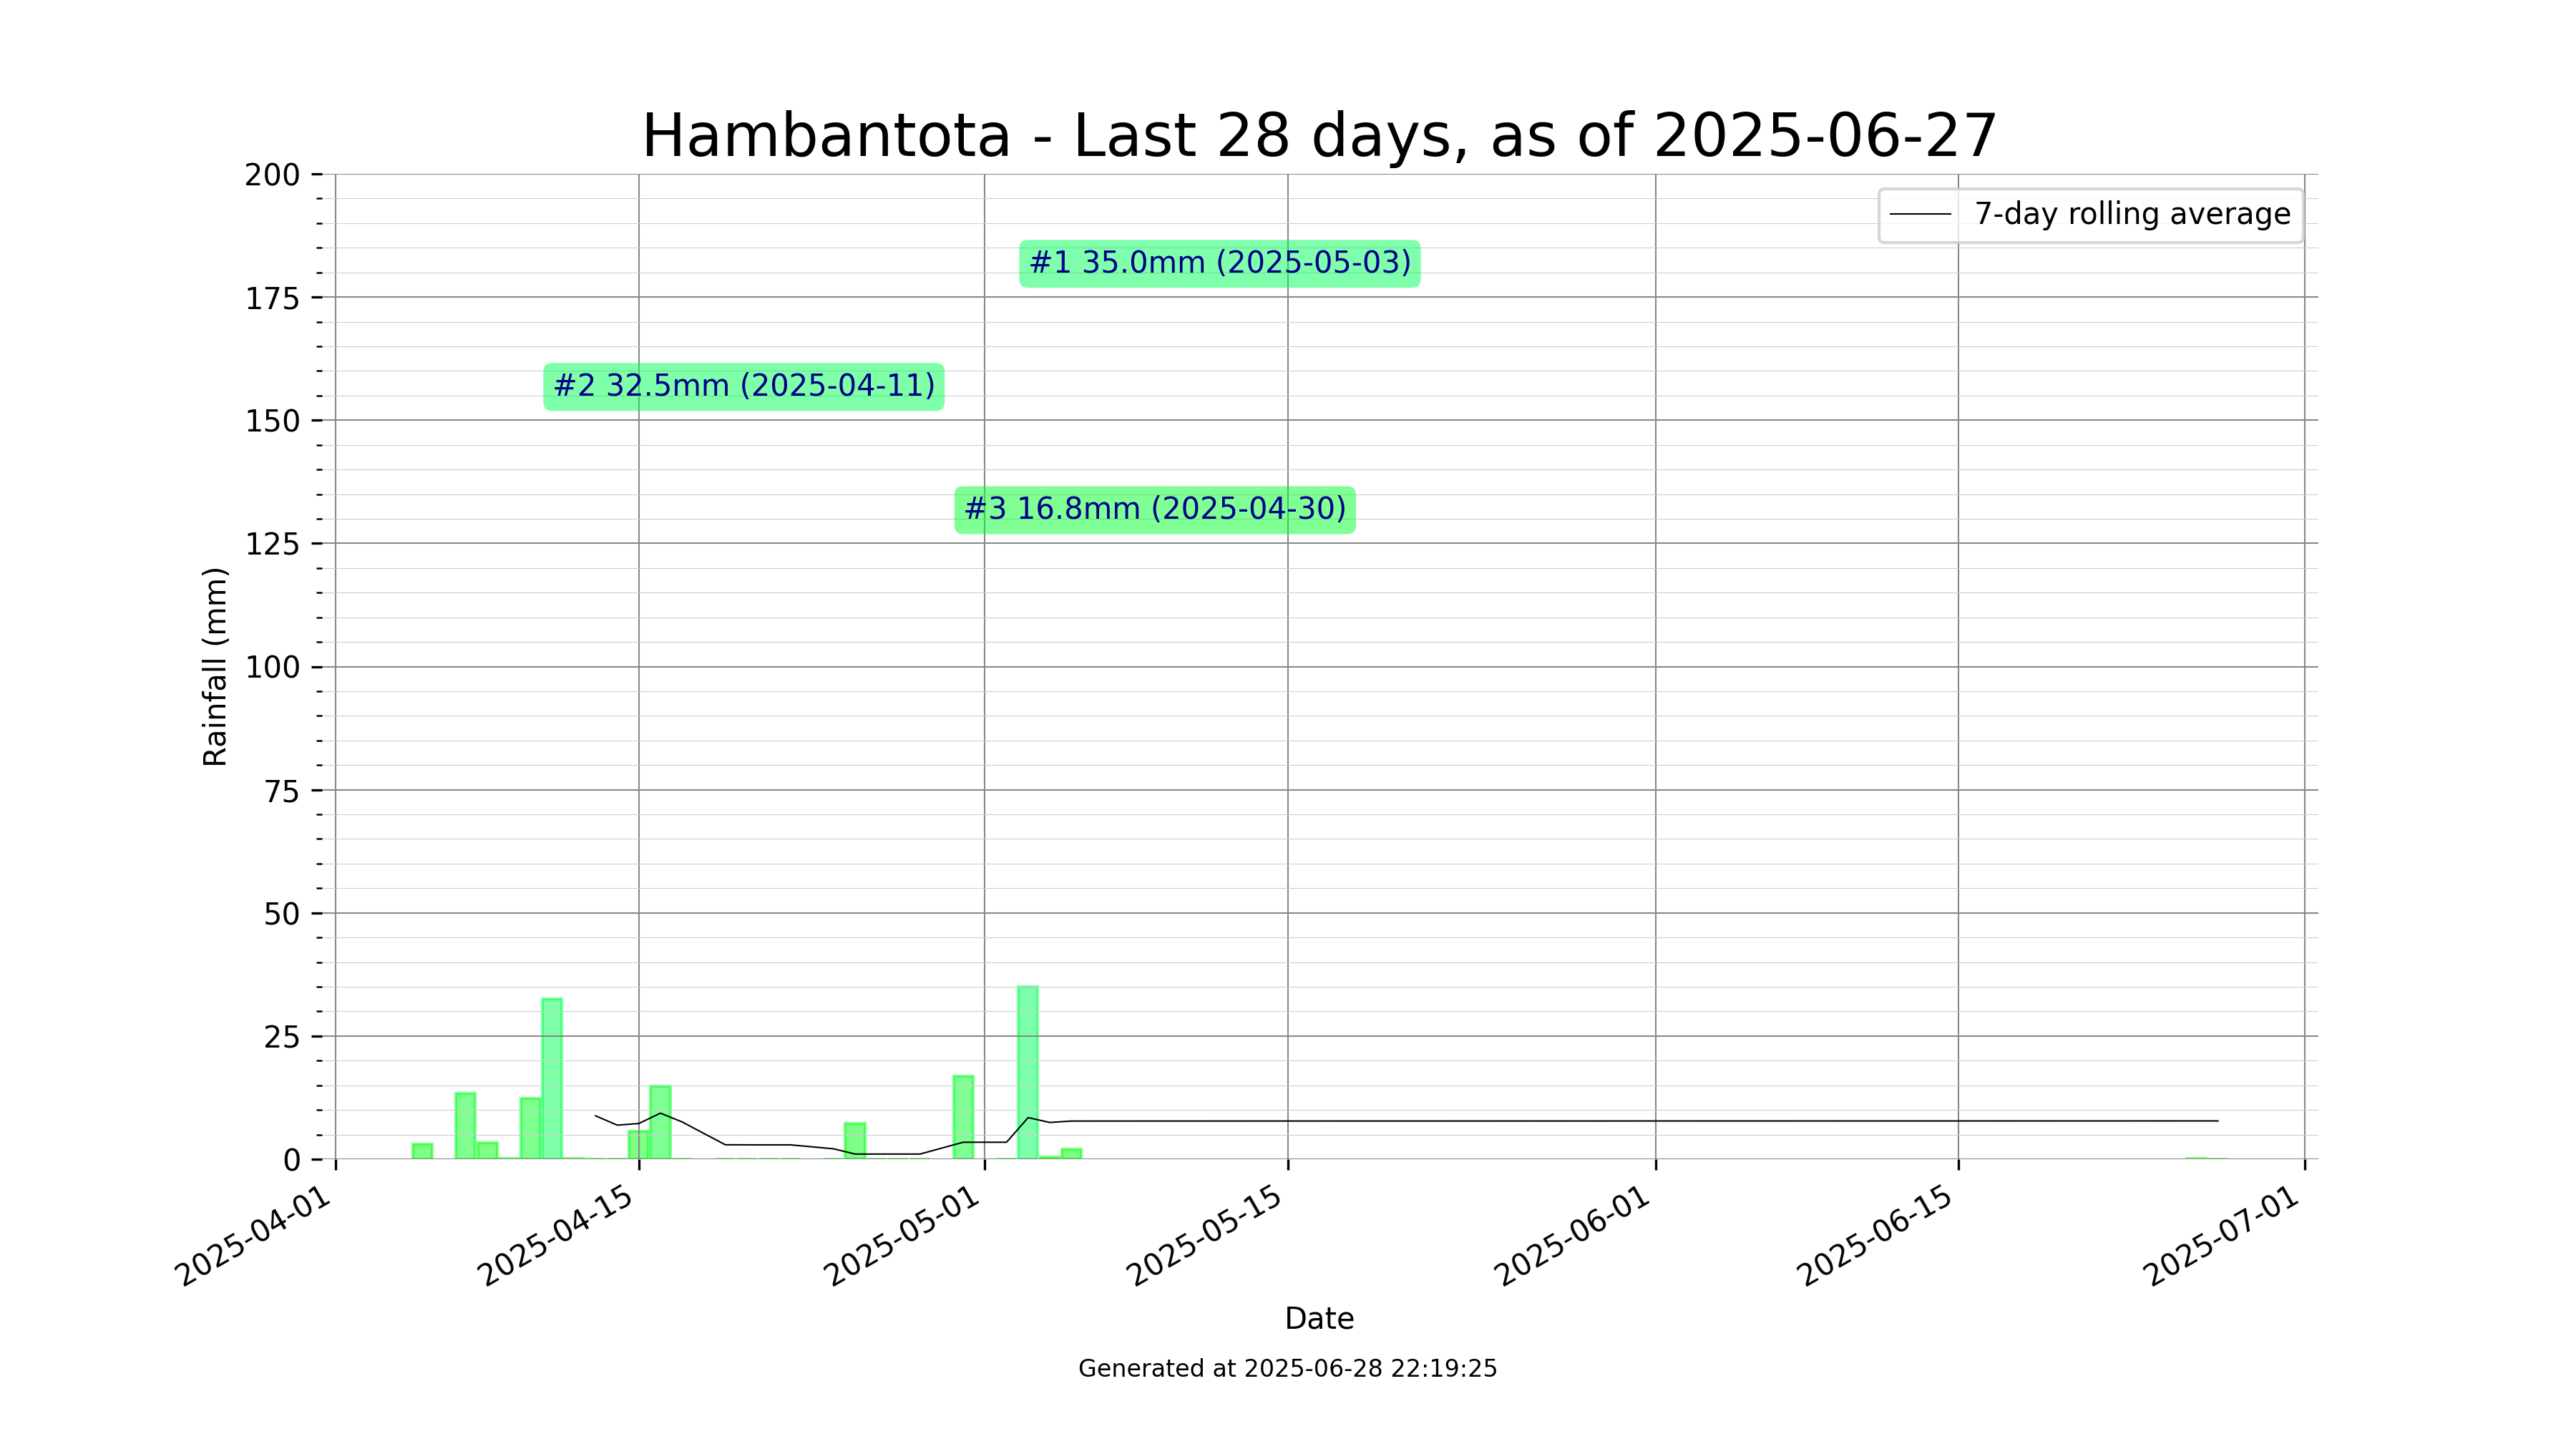 Hambantota - Last 28 days, as of 2025-06-27
7-day rolling average
#1 35.0mm (2025-05-03)
#2 32.5mm (2025-04-11)
#3 16.8mm (2025-04-30)
Rainfall (mm)
200
175
150
125
100
75
50
25
0
2025-04-01
2025-04-15
2025-05-01
2025-05-15
2025-06-01
2025-06-15
2025-07-01
Date
Generated at 2025-06-28 22:19:25